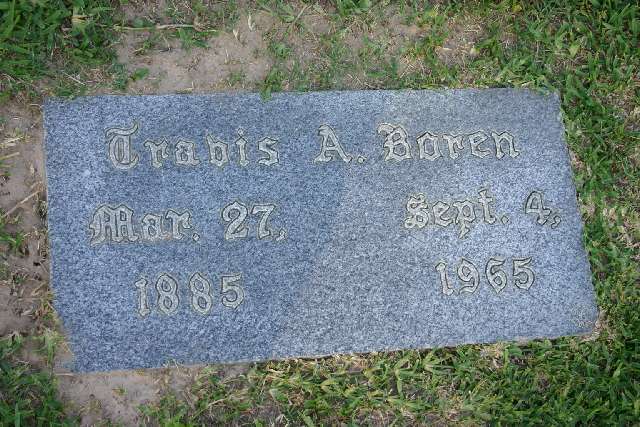 Travis A. Boren
Mar. 27, Sept. 4,
1885 1965